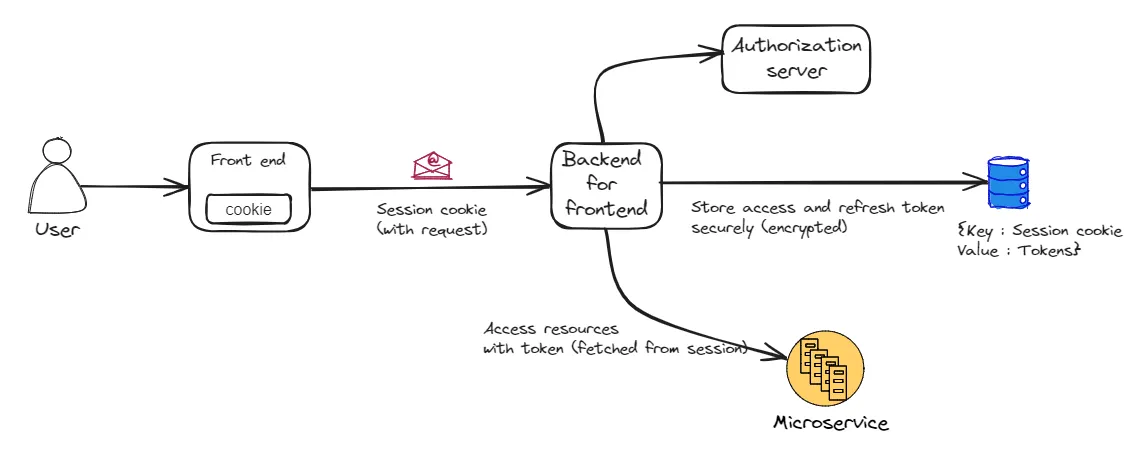 Authorization
server
Front end
cookie
User
@
Session cookie
(with request)
Backend
for
frontend
Store access and refresh token
securely (encrypted)
{Key : Session cookie
Value : Tokens}
Access resources
with token (fetched from session)
Microservice